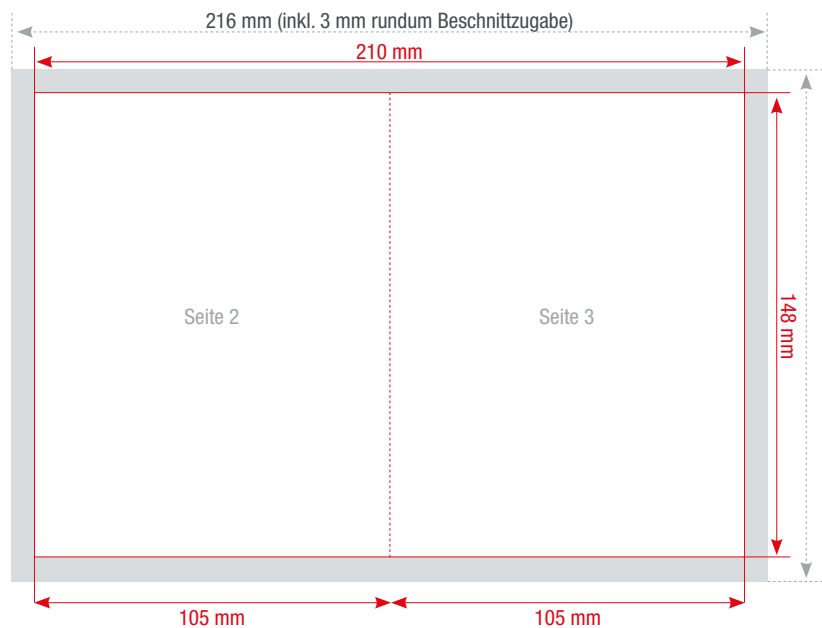 216 mm (inkl. 3 mm rundum Beschnittzugabe)
210 mm
Seite 2
Seite 3
148 mm
105 mm
105 mm